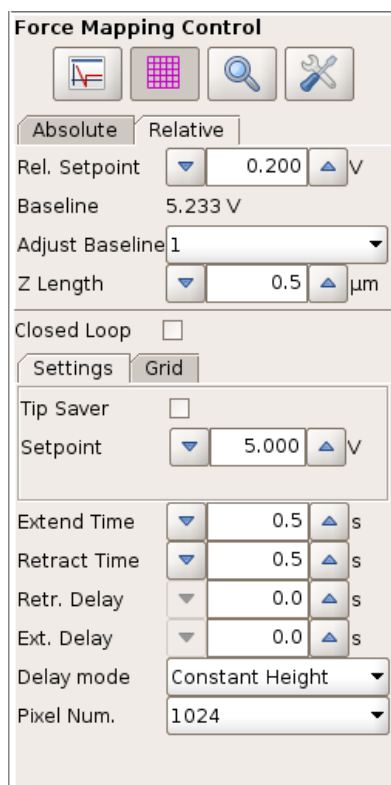 Force Mapping Control
Absolute Relative
Rel. Setpoint 0.200 V
Baseline 5.233 V
Adjust Baseline 1
Z Length 0.5 µm
Closed Loop
Settings Grid
Tip Saver
Setpoint 5.000 V
Extend Time 0.5 s
Retract Time 0.5 s
Retr. Delay 0.0 s
Ext. Delay 0.0 s
Delay mode Constant Height
Pixel Num. 1024